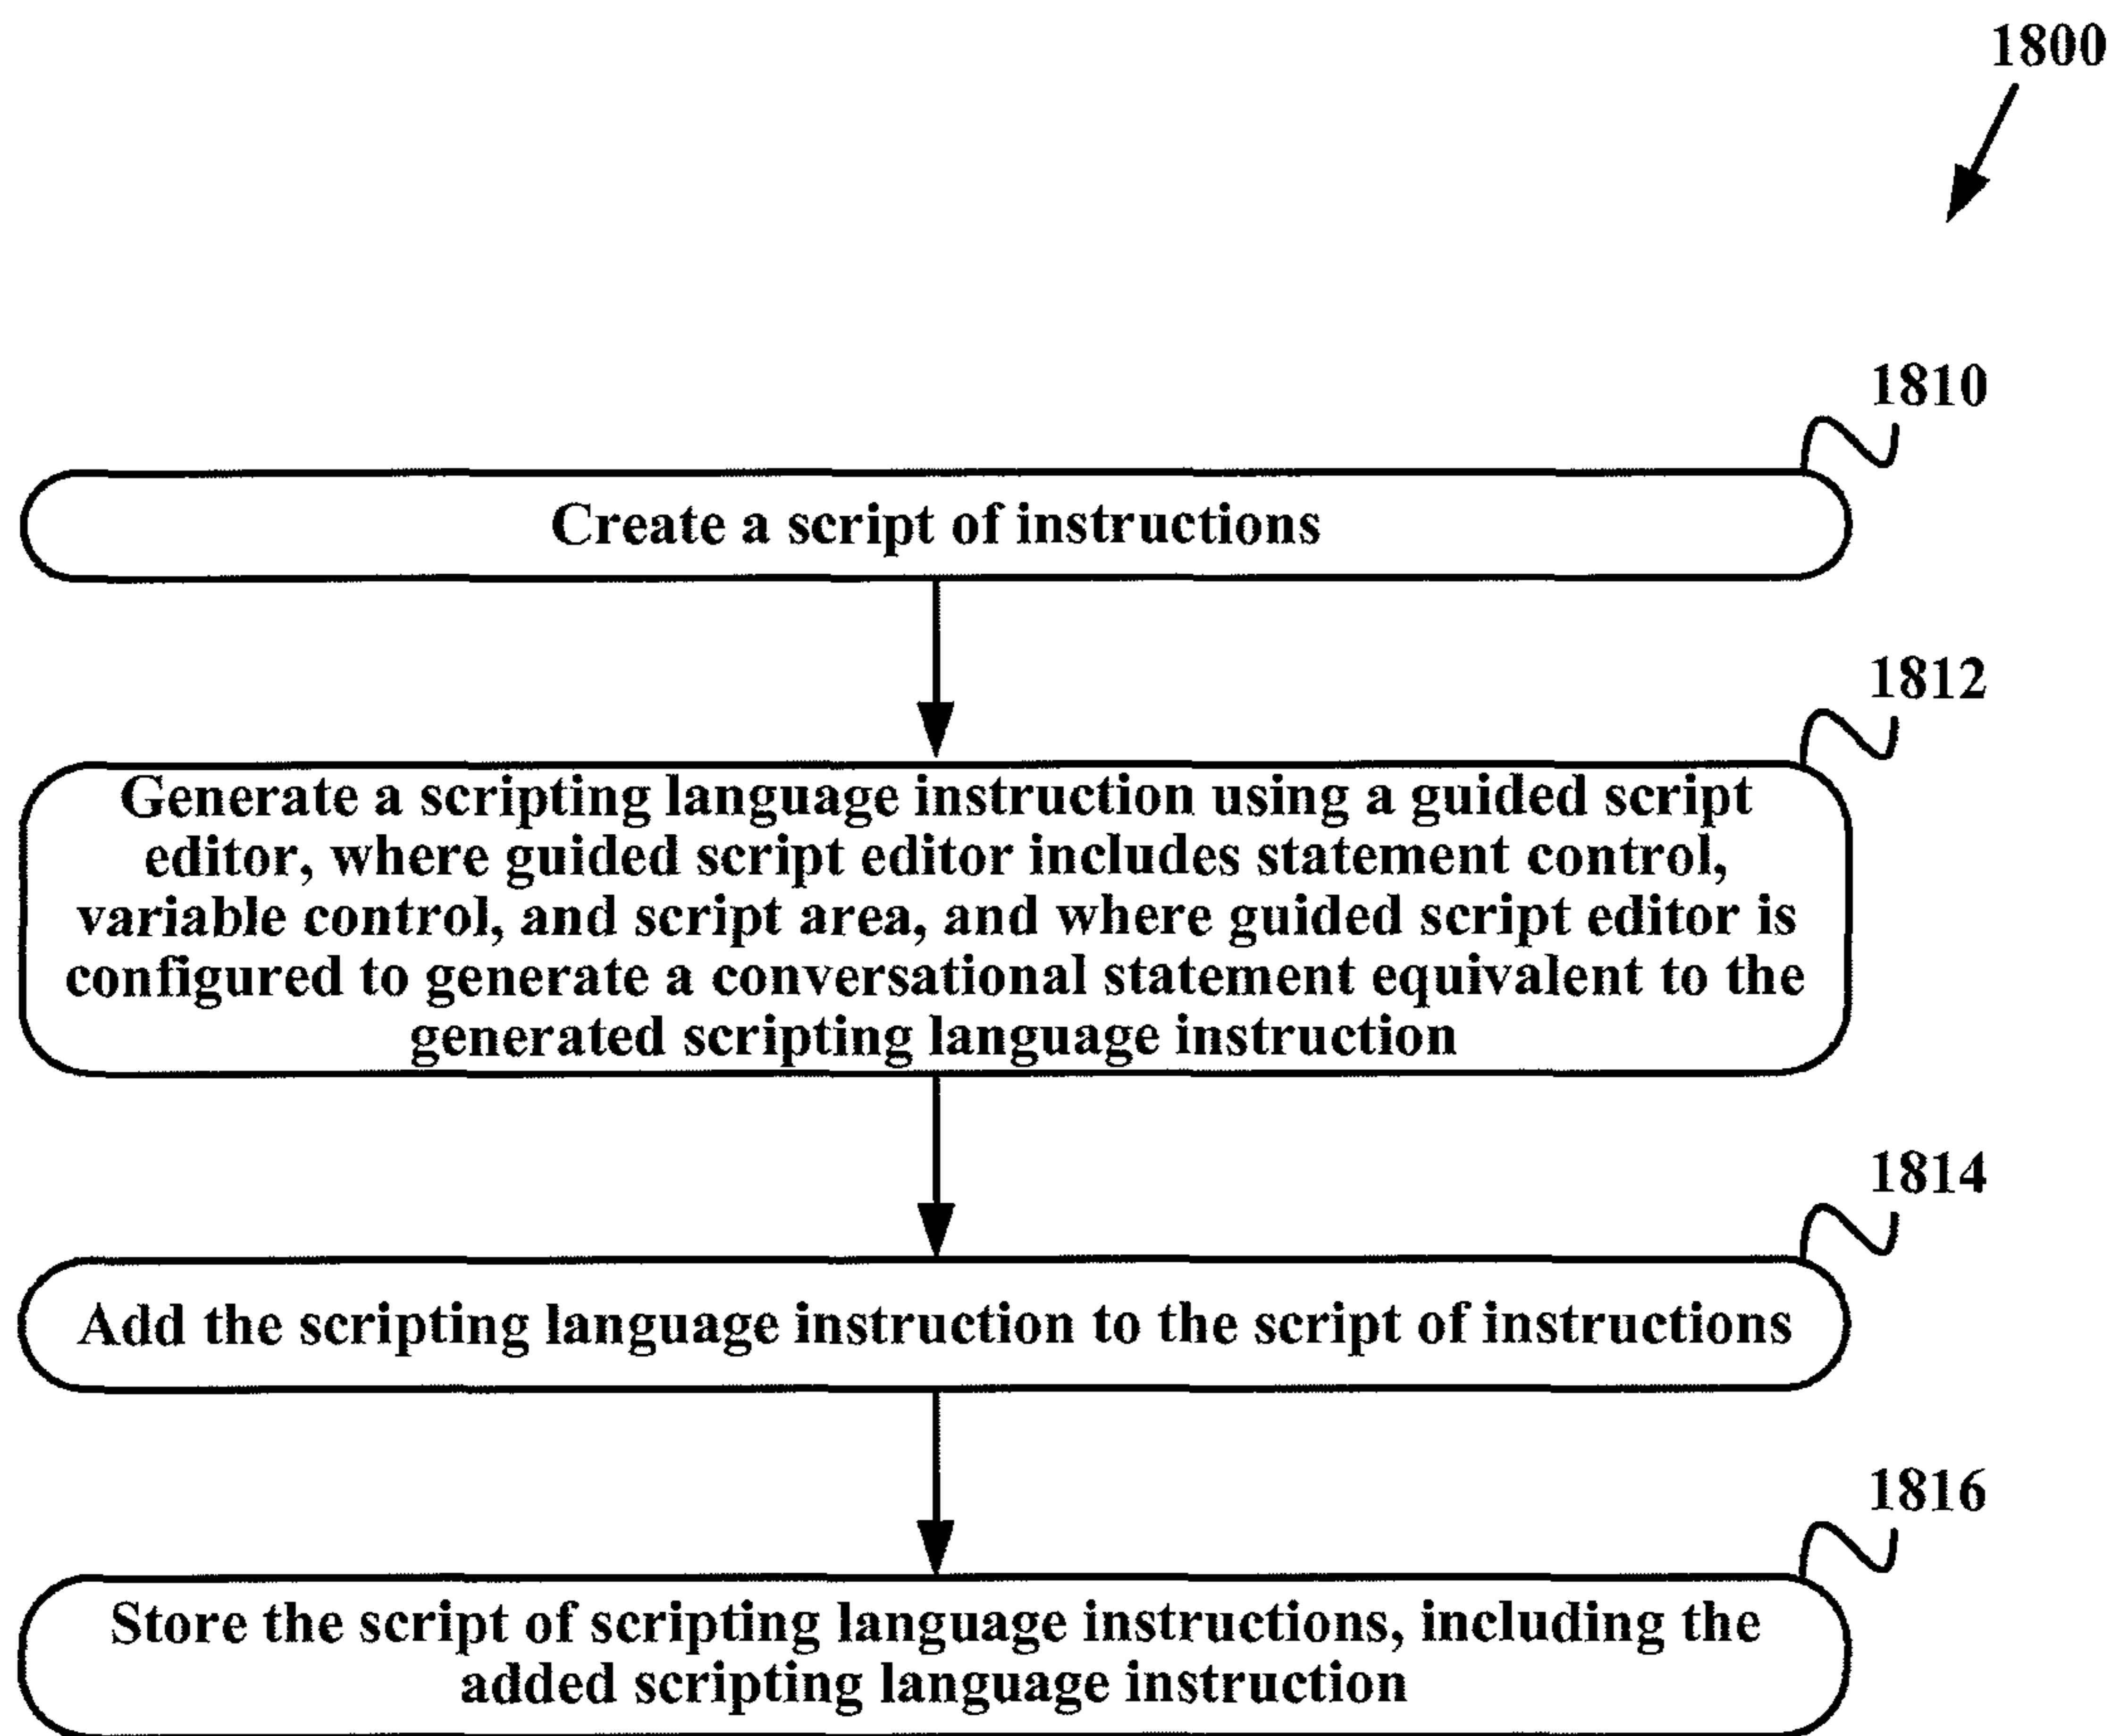 1800
1810
Create a script of instructions
1812
Generate a scripting language instruction using a guided script
editor, where guided script editor includes statement control,
variable control, and script area, and where guided script editor is
configured to generate a conversational statement equivalent to the
generated scripting language instruction
1814
Add the scripting language instruction to the script of instructions
1816
Store the script of scripting language instructions, including the
added scripting language instruction